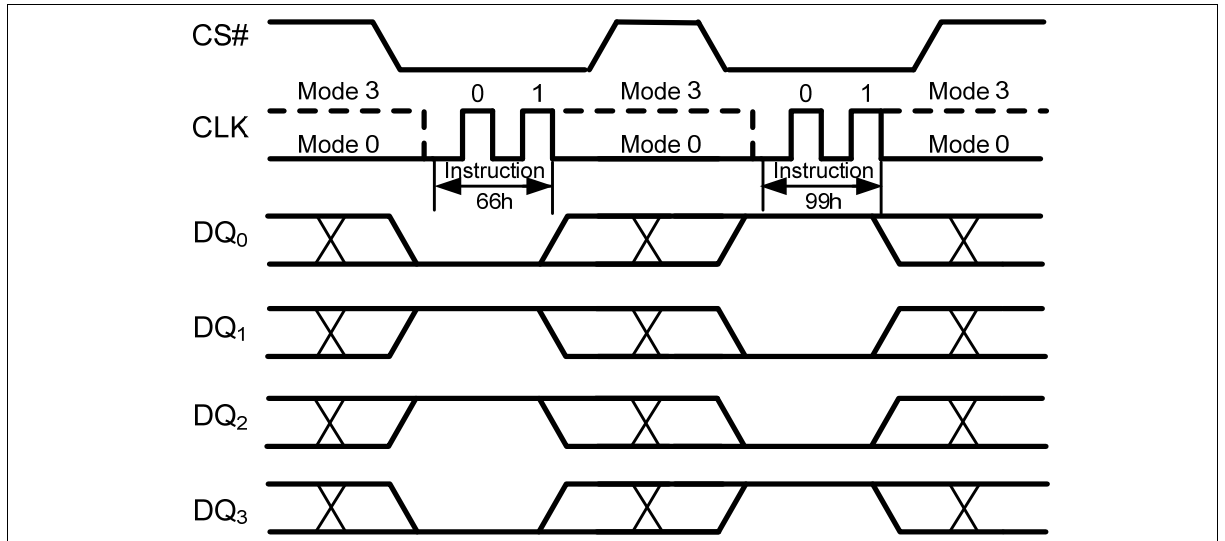 CS#
Mode 3 0 1 Mode 3 0 1 Mode 3
CLK
Mode 0 Mode 0 Mode 0
Instruction Instruction
66h 99h
DQ0
DQ1
DQ2
DQ3